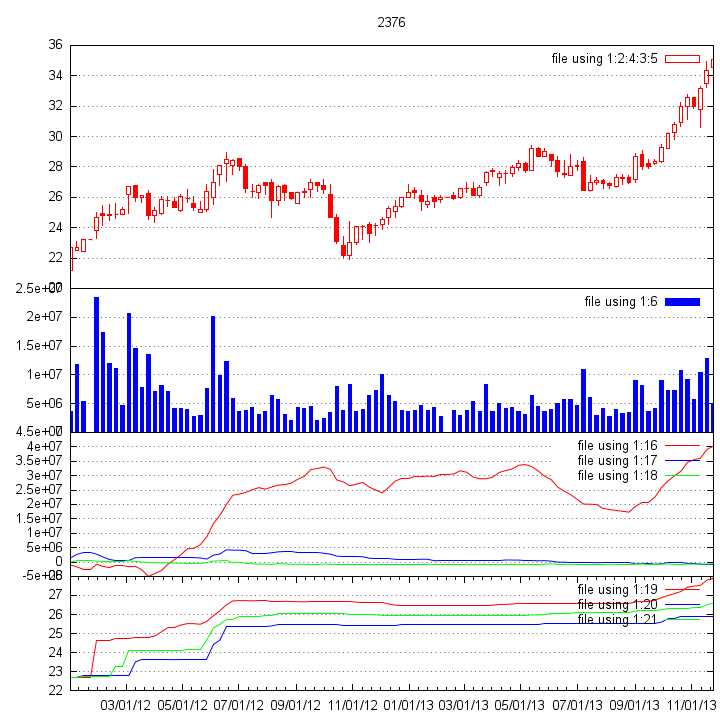 2376
36
file using 1:2:4:3:5
34
32
30
28
26
24
22
2.5e+07
file using 1:6
2e+07
1.5e+07
1e+07
5e+06
4e+07
file using 1:16
3.5e+07
file using 1:17
3e+07
file using 1:18
2.5e+07
2e+07
1.5e+07
1e+07
5e+06
0
-5e+06
27
file using 1:19
26
file using 1:20
25
file using 1:21
24
23
22
03/01/12 05/01/12 07/01/12 09/01/12 11/01/12 01/01/13 03/01/13 05/01/13 07/01/13 09/01/13 11/01/13